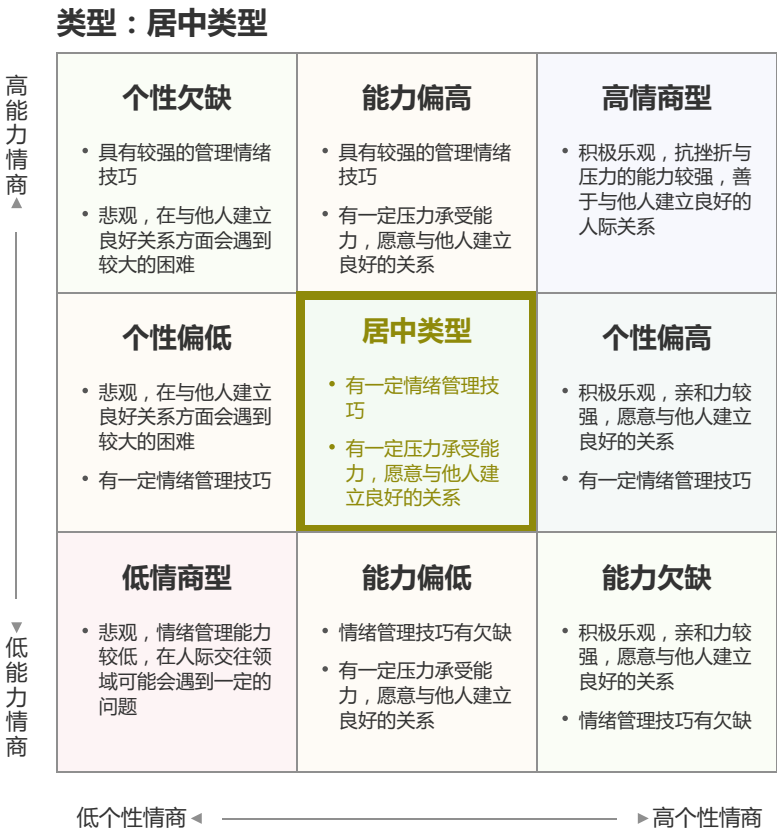 类型：居中类型
高能力情商
个性欠缺
• 具有较强的管理情绪
技巧
• 悲观，在与他人建立
良好关系方面会遇到
较大的困难
能力偏高
• 具有较强的管理情绪
技巧
• 有一定压力承受能
力，愿意与他人建立
良好的关系
高情商型
• 积极乐观，抗挫折与
压力的能力较强，善
于与他人建立良好的
人际关系
个性偏低
• 悲观，在与他人建立
良好关系方面会遇到
较大的困难
• 有一定情绪管理技巧
居中类型
• 有一定情绪管理技
巧
• 有一定压力承受能
力，愿意与他人建
立良好的关系
个性偏高
• 积极乐观，亲和力较
强，愿意与他人建立
良好的关系
• 有一定情绪管理技巧
低情商型
• 悲观，情绪管理能力
较低，在人际交往领
域可能会遇到一定的
问题
能力偏低
• 情绪管理技巧有欠缺
• 有一定压力承受能
力，愿意与他人建立
良好的关系
能力欠缺
• 积极乐观，亲和力较
强，愿意与他人建立
良好的关系
• 情绪管理技巧有欠缺
低能力情商
低个性情商
高个性情商